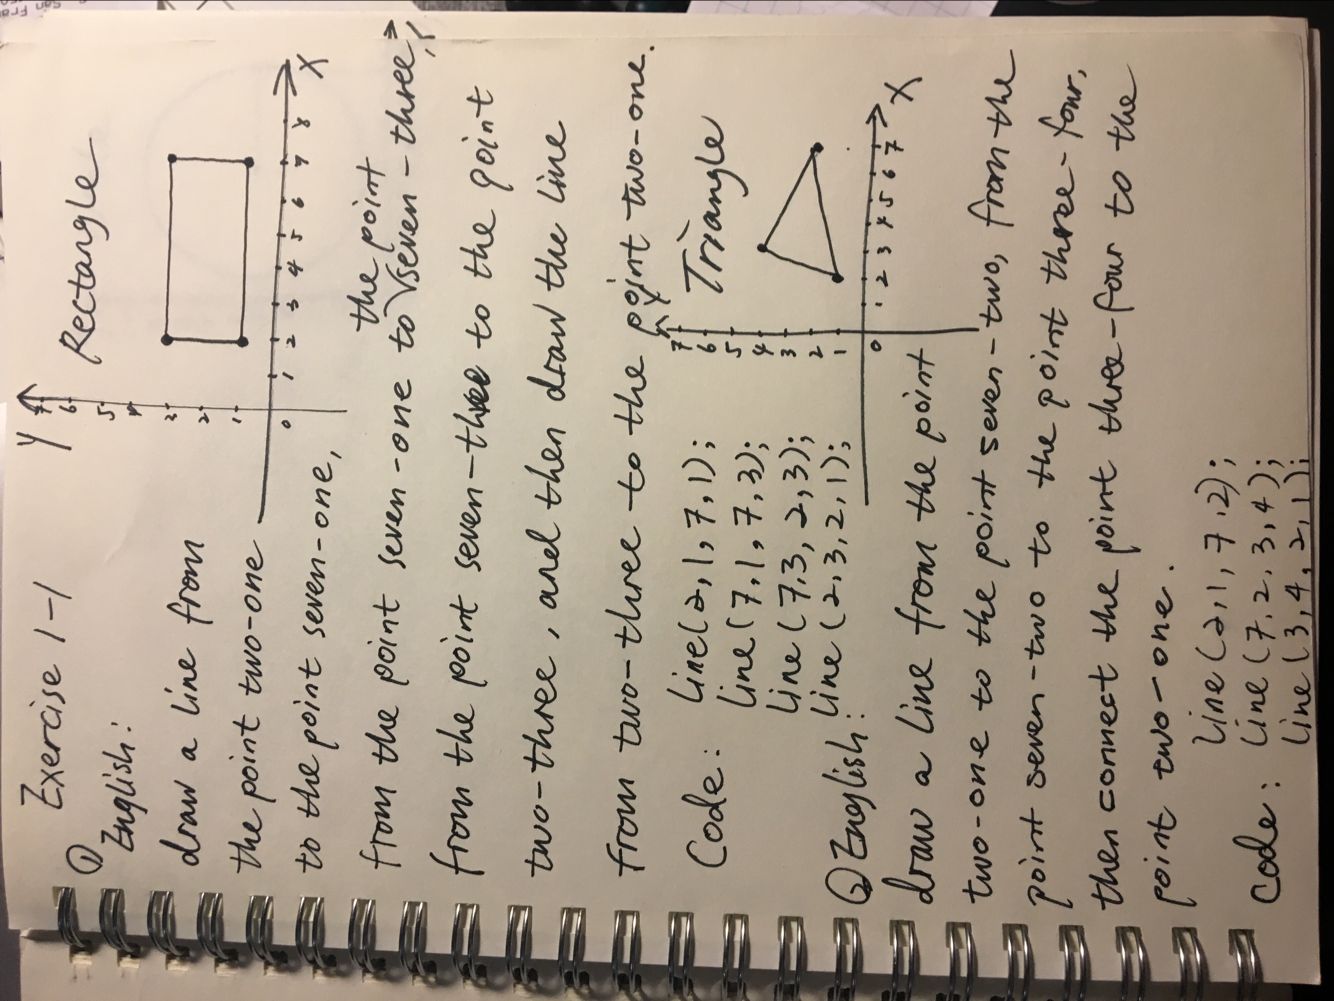 Exercise 1-1
①
English:
draw a line from
the point two-one
to the point seven-one,
the point
from the point seven-one to √seven-three,
from the point seven-three to the point
two-three, and then draw the line
from two-three to the point two-one.
Code: line(2,1,7,1);
line(7,1,7,3);
line(7,3,2,3);
line(2,3,2,1);
Y
7
6
5
4
3
2
1
0 1 2 3 4 5 6 7 8 X
Rectangle
② English:
draw a line from the point
two-one to the point seven-two, from the
point seven-two to the point three-four,
then connect the point three-four to the
point two-one.
line(2,1,7,2);
code: line(7,2,3,4);
line(3,4,2,1);
Y
7
6
5
4
3
2
1
0 1 2 3 4 5 6 7 X
Triangle